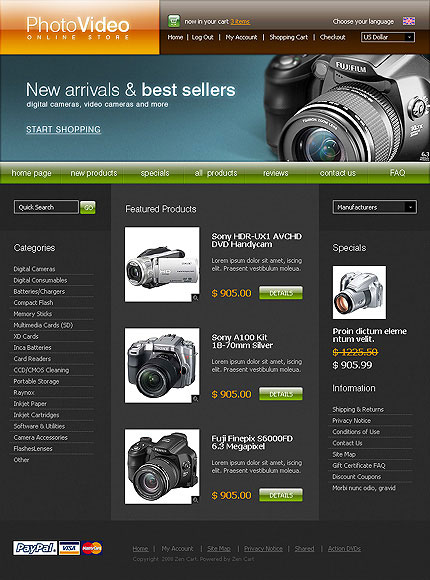 PhotoVideo
ONLINE STORE
now in your cart 3 items
Choose your language
Home | Log Out | My Account | Shopping Cart | Checkout
US Dollar
New arrivals & best sellers
digital cameras, video cameras and more
START SHOPPING
FUJIFILM
home page
new products
specials
all products
reviews
contact us
FAQ
Quick Search
GO
Categories
Digital Cameras
Digital Consumables
Batteries/Chargers
Compact Flash
Memory Sticks
Multimedia Cards (SD)
XD Cards
Inca Batteries
Card Readers
CCD/CMOS Cleaning
Portable Storage
Raynox
Inkjet Paper
Inkjet Cartridges
Software & Utilities
Camera Accessories
FlashesLenses
Other
Featured Products
Sony HDR-UX1 AVCHD
DVD Handycam
Lorem ipsum dolor sit amet, iscing
elit. Praesent vestibulum moleua.
$ 905.00
DETAILS
Sony A100 Kit
18-70mm Silver
Lorem ipsum dolor sit amet, iscing
elit. Praesent vestibulum moleua.
$ 905.00
DETAILS
Fuji Finepix S6000FD
6.3 Megapixel
Lorem ipsum dolor sit amet, iscing
elit. Praesent vestibulum moleua.
$ 905.00
DETAILS
Manufacturers
Specials
Proin dictum eleme
ntum velit.
$ 1225.50
$ 905.99
Information
Shipping & Returns
Privacy Notice
Conditions of Use
Contact Us
Site Map
Gift Certificate FAQ
Discount Coupons
Morbi nunc odio, gravid
PayPal
VISA
MasterCard
Home | My Account | Site Map | Privacy Notice | Shared | Action DVDs
Copyright 2008 Zen Cart. Powered by Zen Cart